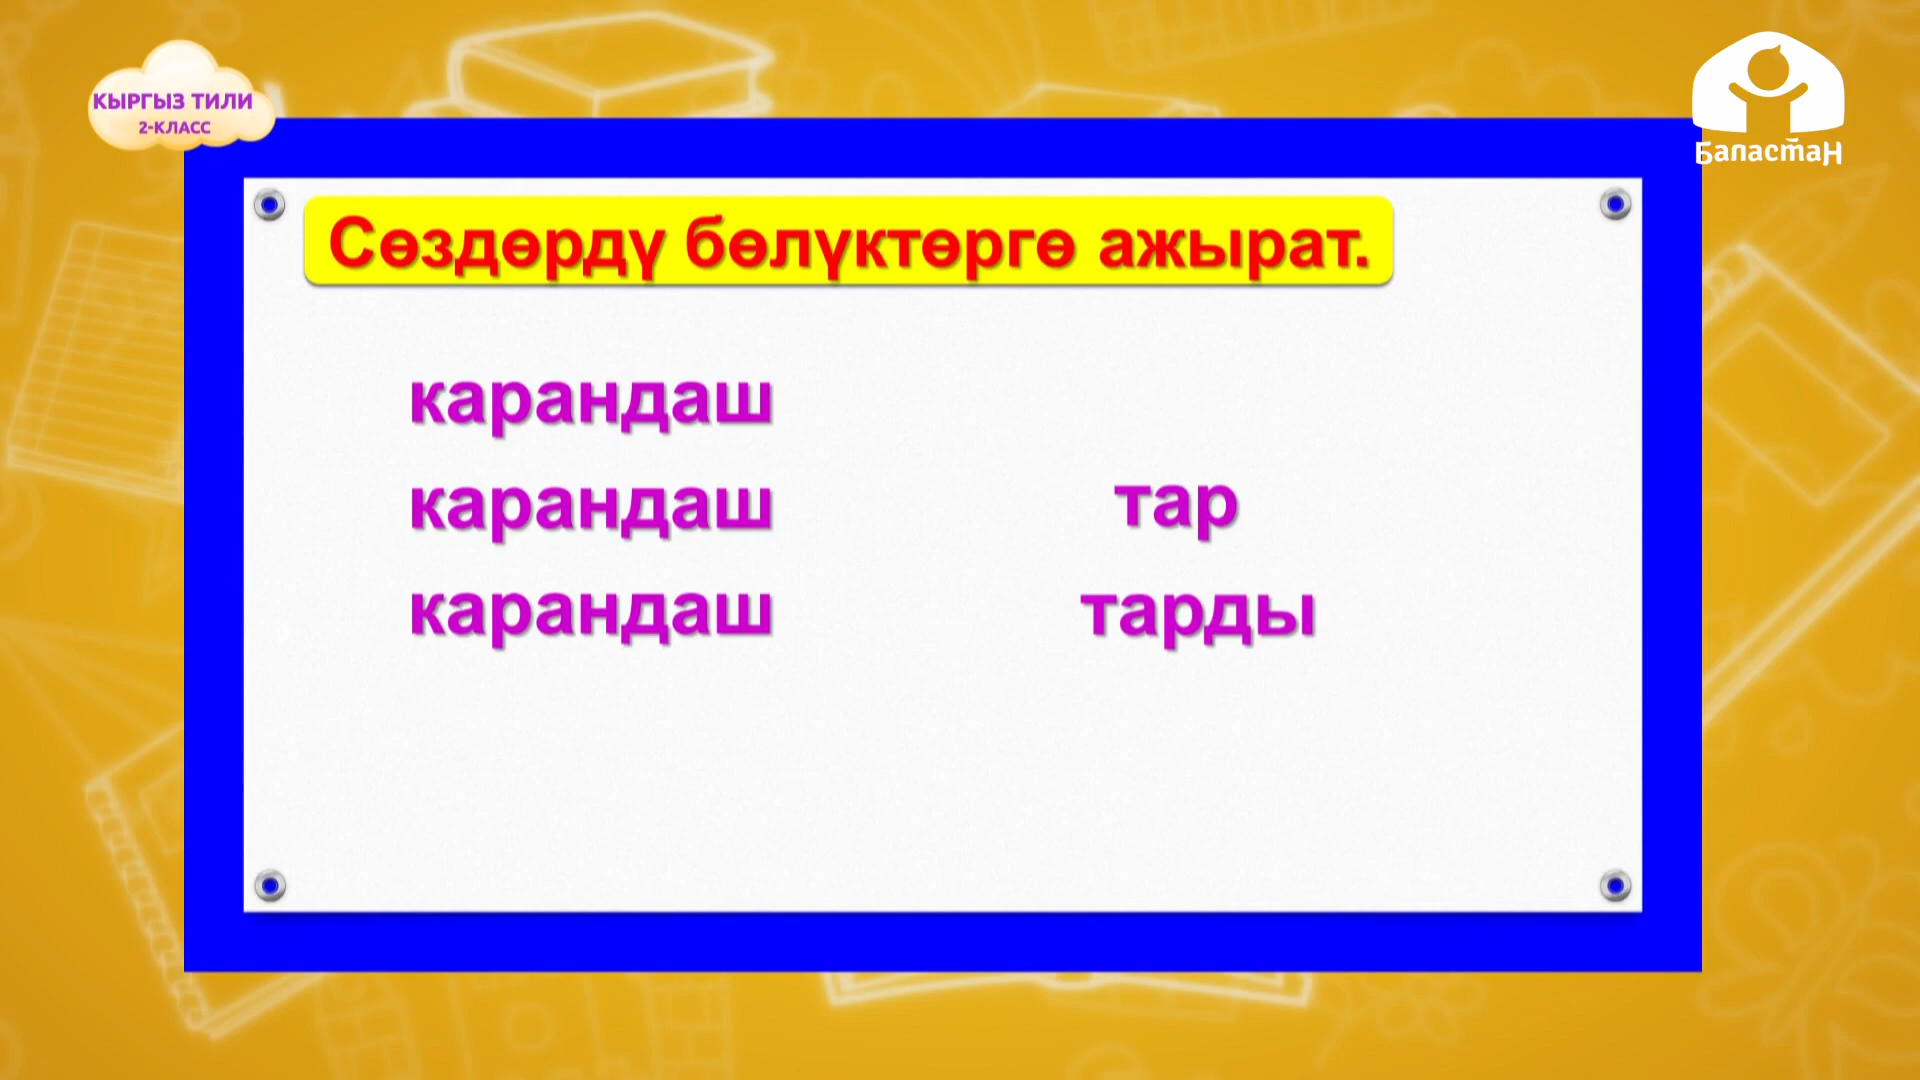 КЫРГЫЗ ТИЛИ
2-КЛАСС
Баластан
Сөздөрдү бөлүктөргө ажырат.
карандаш
карандаш тар
карандаш тарды